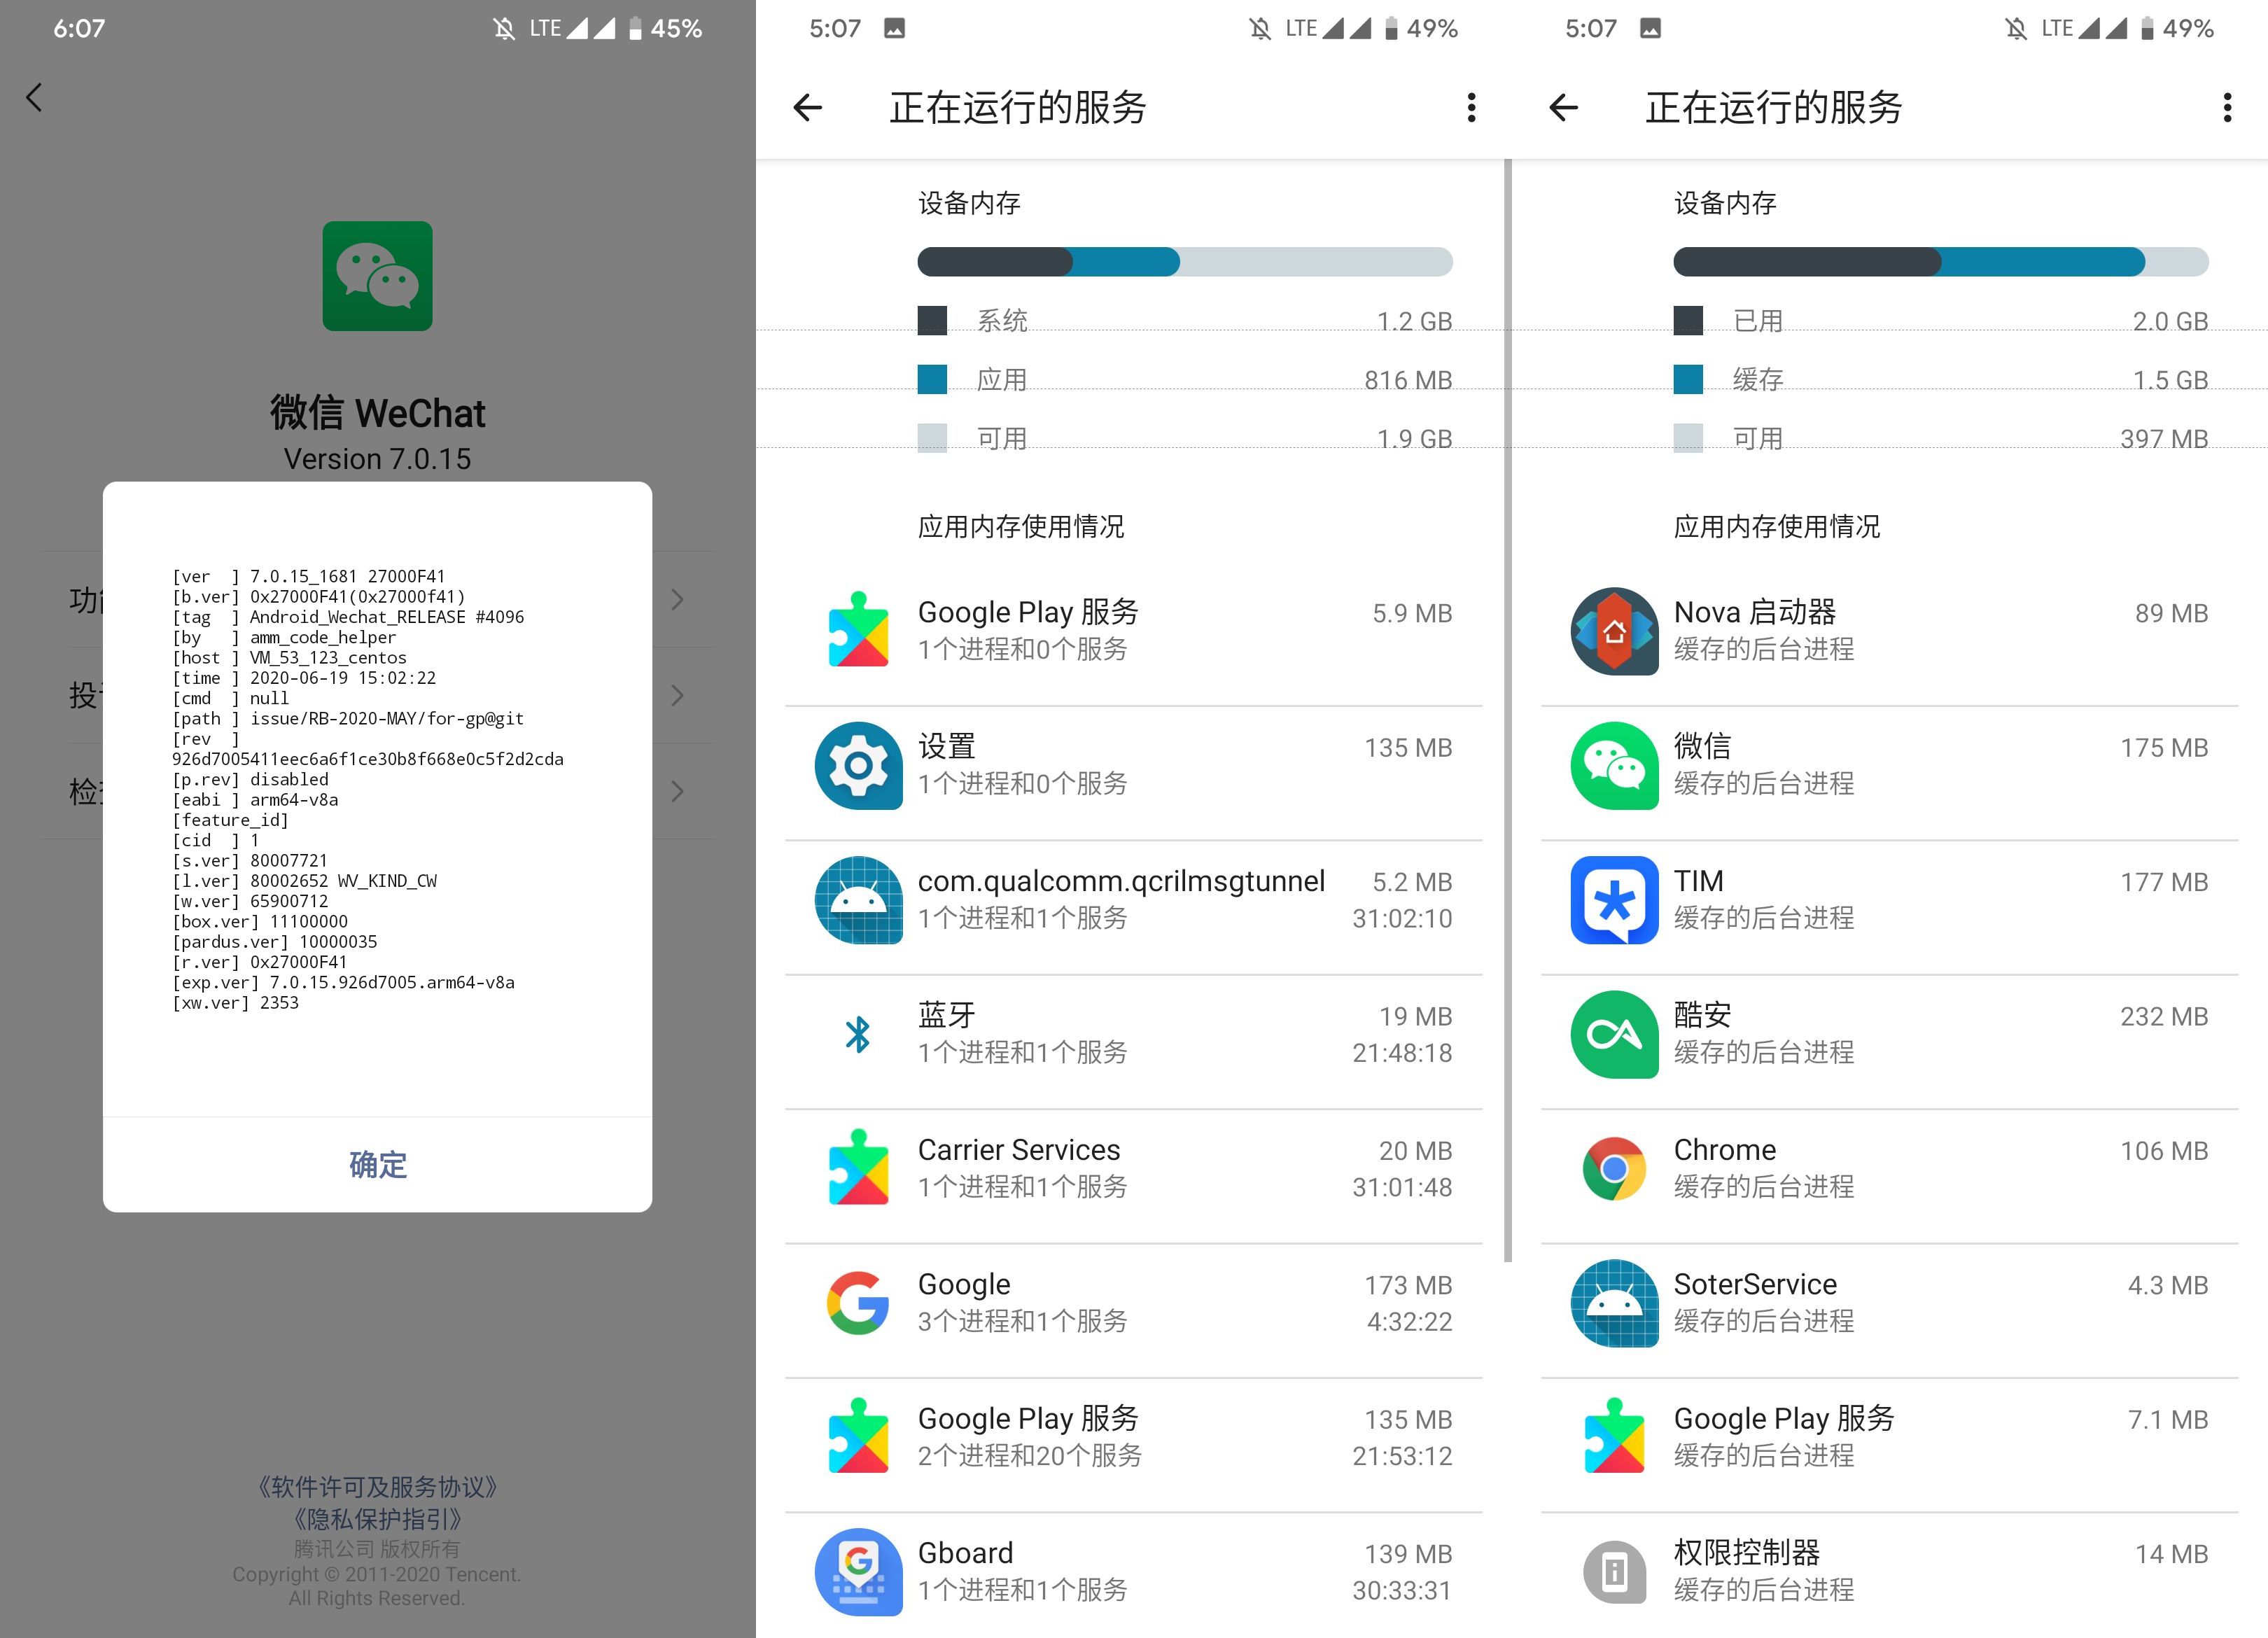 6:07
LTE
45%
微信 WeChat
Version 7.0.15
功
投
检
[ver  ] 7.0.15_1681 27000F41
[b.ver] 0x27000F41(0x27000f41)
[tag  ] Android_Wechat_RELEASE #4096
[by   ] amm_code_helper
[host ] VM_53_123_centos
[time ] 2020-06-19 15:02:22
[cmd  ] null
[path ] issue/RB-2020-MAY/for-gp@git
[rev  ]
926d7005411eec6a6f1ce30b8f668e0c5f2d2cda
[p.rev] disabled
[eabi ] arm64-v8a
[feature_id]
[cid  ] 1
[s.ver] 80007721
[l.ver] 80002652 WV_KIND_CW
[w.ver] 65900712
[box.ver] 11100000
[pardus.ver] 10000035
[r.ver] 0x27000F41
[exp.ver] 7.0.15.926d7005.arm64-v8a
[xw.ver] 2353
确定
《软件许可及服务协议》
《隐私保护指引》
腾讯公司 版权所有
Copyright © 2011-2020 Tencent.
All Rights Reserved.
5:07
LTE
49%
正在运行的服务
设备内存
系统 1.2 GB
应用 816 MB
可用 1.9 GB
应用内存使用情况
Google Play 服务 5.9 MB
1个进程和0个服务
设置 135 MB
1个进程和0个服务
com.qualcomm.qcrilmsgtunnel 5.2 MB
1个进程和1个服务 31:02:10
蓝牙 19 MB
1个进程和1个服务 21:48:18
Carrier Services 20 MB
1个进程和1个服务 31:01:48
Google 173 MB
3个进程和1个服务 4:32:22
Google Play 服务 135 MB
2个进程和20个服务 21:53:12
Gboard 139 MB
1个进程和1个服务 30:33:31
5:07
LTE
49%
正在运行的服务
设备内存
已用 2.0 GB
缓存 1.5 GB
可用 397 MB
应用内存使用情况
Nova 启动器 89 MB
缓存的后台进程
微信 175 MB
缓存的后台进程
TIM 177 MB
缓存的后台进程
酷安 232 MB
缓存的后台进程
Chrome 106 MB
缓存的后台进程
SoterService 4.3 MB
缓存的后台进程
Google Play 服务 7.1 MB
缓存的后台进程
权限控制器 14 MB
缓存的后台进程